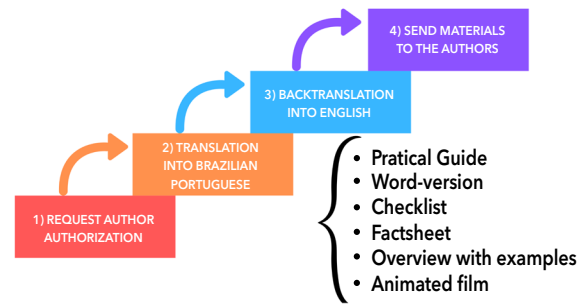 1) REQUEST AUTHOR
AUTHORIZATION
2) TRANSLATION
INTO BRAZILIAN
PORTUGUESE
3) BACKTRANSLATION
INTO ENGLISH
4) SEND MATERIALS
TO THE AUTHORS
• Pratical Guide
• Word-version
• Checklist
• Factsheet
• Overview with examples
• Animated film